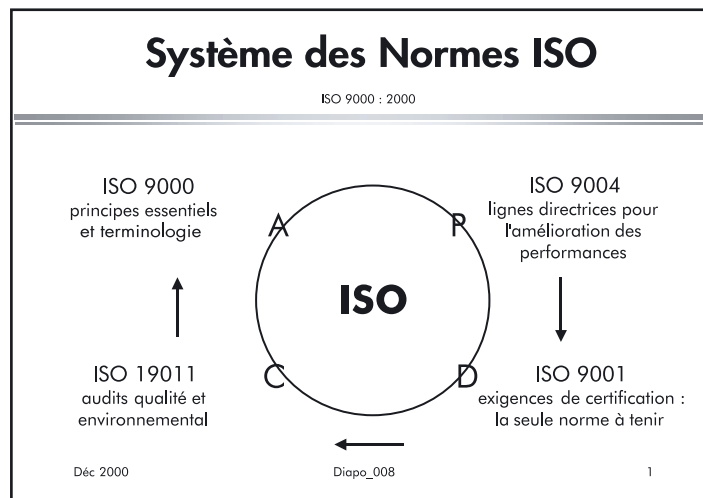 Système des Normes ISO
ISO 9000 : 2000
ISO 9000
principes essentiels
et terminologie
ISO 9004
lignes directrices pour
l'amélioration des
performances
A
P
ISO
ISO 19011
audits qualité et
environnemental
C
D
ISO 9001
exigences de certification :
la seule norme à tenir
Déc 2000
Diapo_008
1